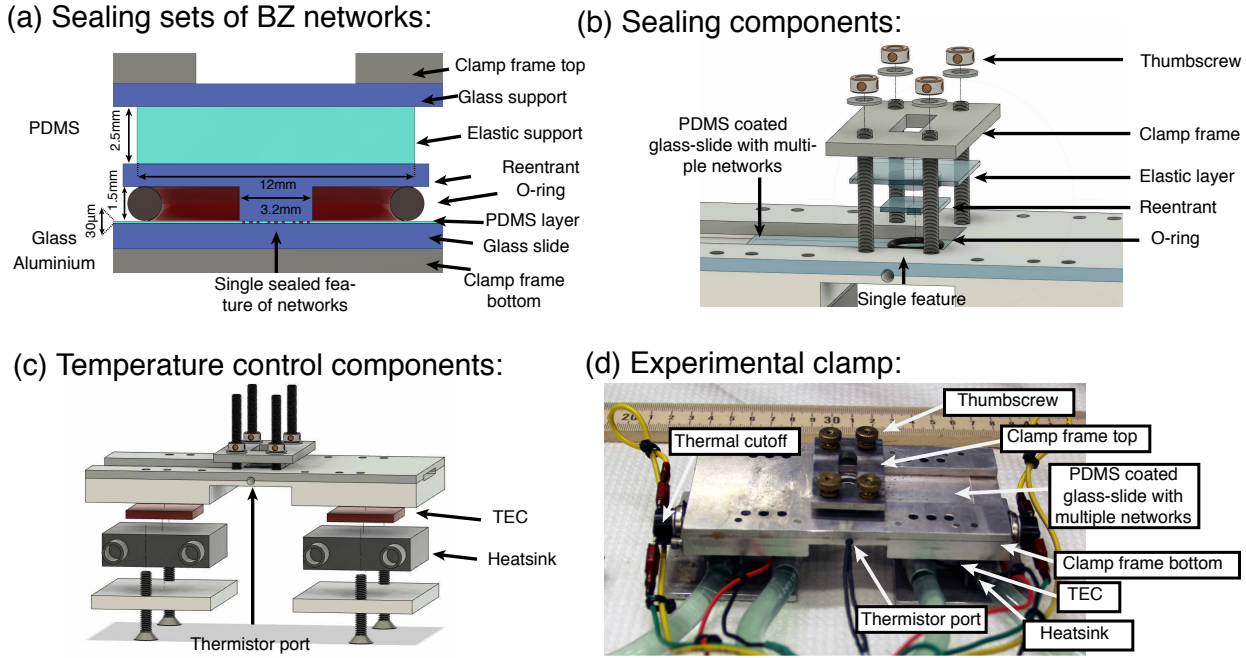 (a) Sealing sets of BZ networks:
Clamp frame top
Glass support
PDMS
2.5mm
Elastic support
Reentrant
12mm
1.5mm
O-ring
3.2mm
30µm
PDMS layer
Glass
Glass slide
Aluminium
Single sealed fea-
ture of networks
Clamp frame
bottom
(b) Sealing components:
Thumbscrew
PDMS coated
glass-slide with multi-
ple networks
Clamp frame
Elastic layer
Reentrant
O-ring
Single feature
(c) Temperature control components:
TEC
Heatsink
Thermistor port
(d) Experimental clamp:
Thumbscrew
Thermal cutoff
Clamp frame top
PDMS coated
glass-slide with
multiple networks
Clamp frame bottom
TEC
Thermistor port
Heatsink
20
30